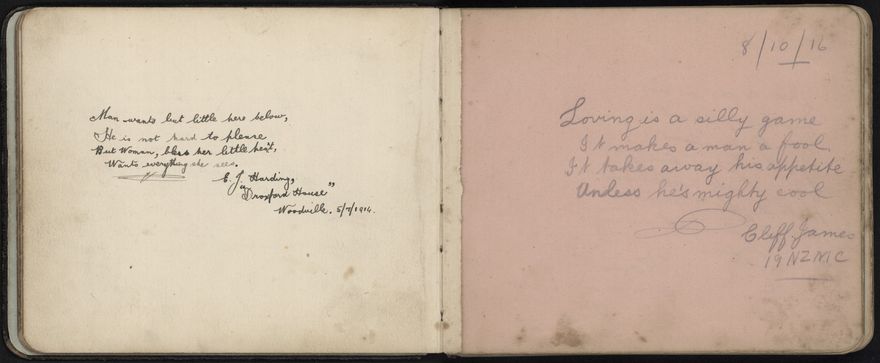 Man wants but little here below,
He is not hard to please
But Woman, bless her little heart,
Wants everything she sees.
E. J. Harding,
"Droxford House"
Woodville. 5/7/1914.
8/10/16
Loving is a silly game
It makes a man a fool
It takes away his appetite
Unless he's mighty cool
Cliff. James
19 NZMC